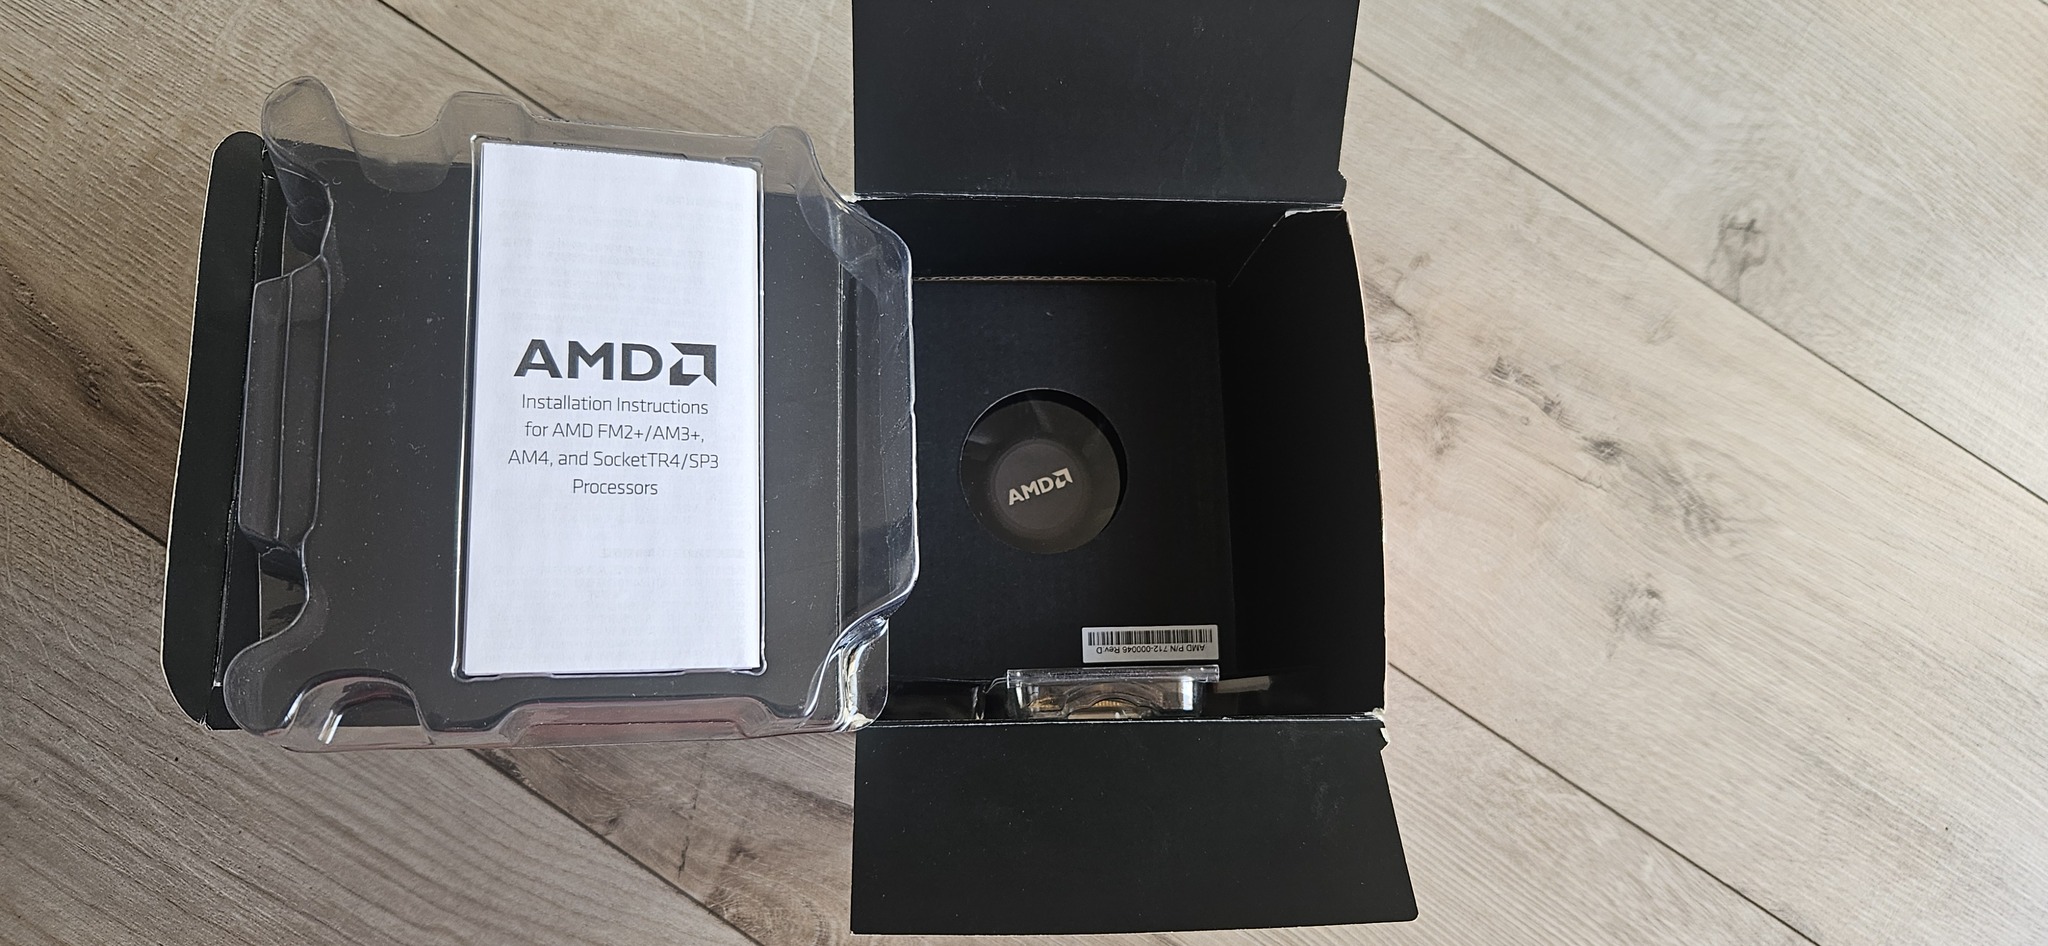 AMD
Installation Instructions
for AMD FM2+/AM3+,
AM4, and SocketTR4/SP3
Processors
AMD
AMD P/N 712-000046 Rev:D